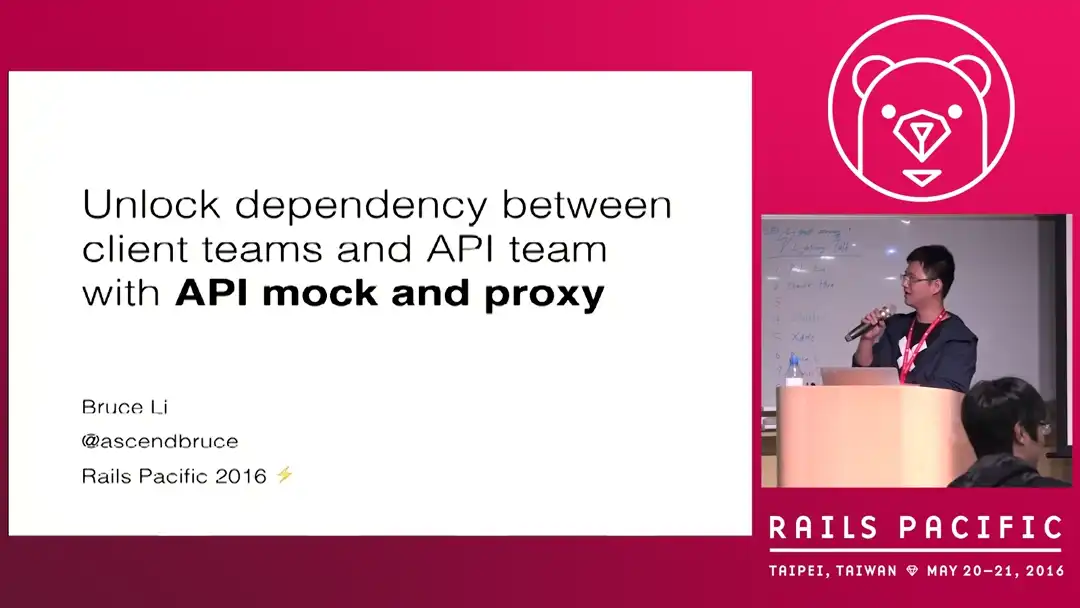 Unlock dependency between
client teams and API team
with API mock and proxy
Bruce Li
@ascendbruce
Rails Pacific 2016 ⚡
RAILS PACIFIC
TAIPEI, TAIWAN MAY 20–21, 2016